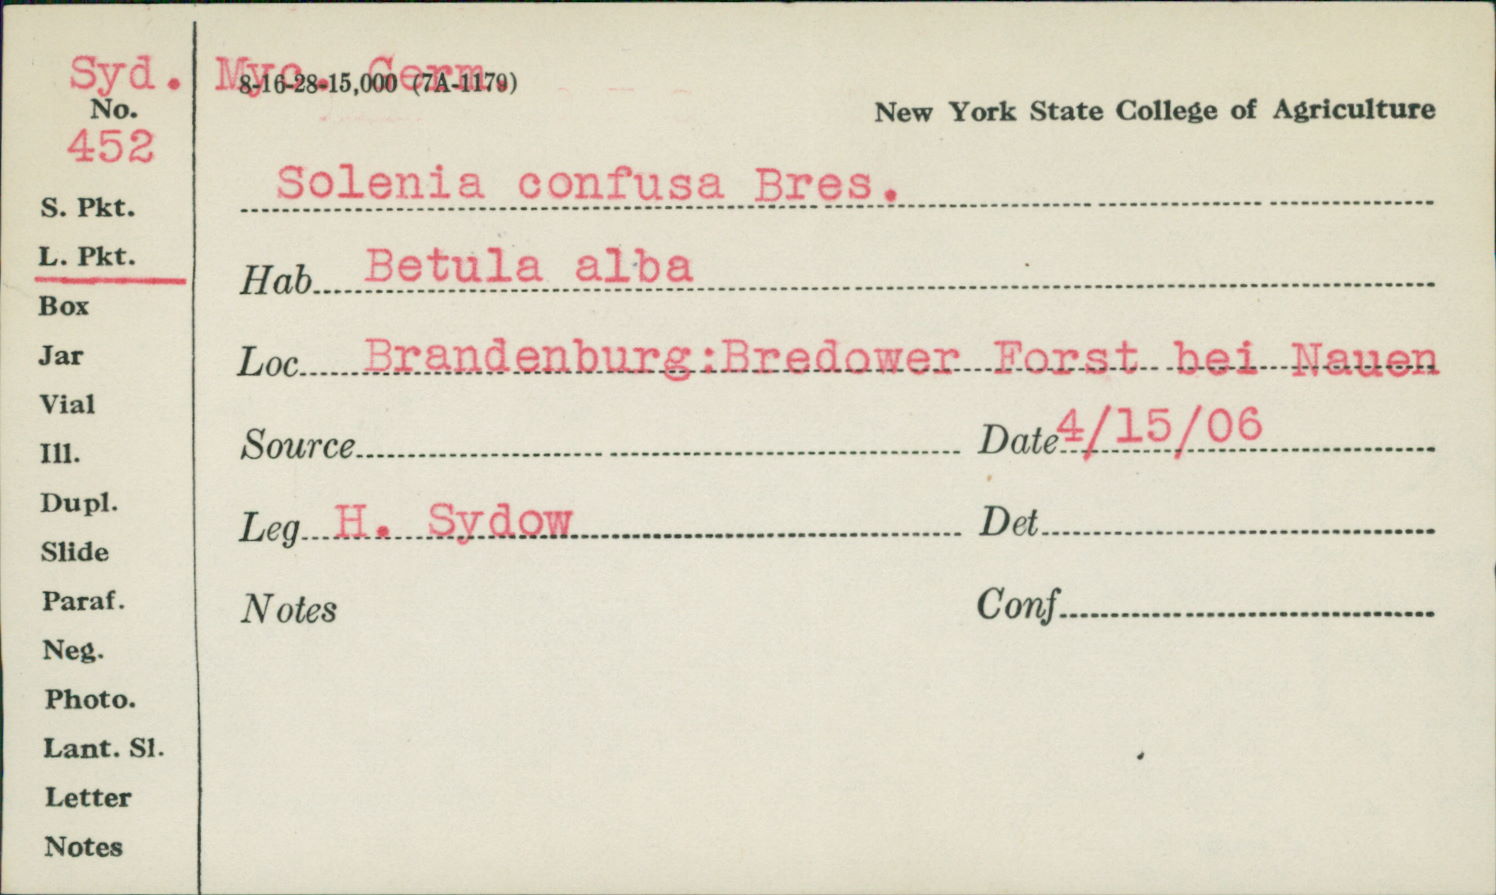 Syd. Myc. Germ.
8-16-28-15,000 (7A-1179)
No.
New York State College of Agriculture
452
Solenia confusa Bres.
S. Pkt.
L. Pkt.
Hab. Betula alba
Box
Jar
Loc. Brandenburg:Bredower Forst bei Nauen
Vial
Source Date 4/15/06
Ill.
Dupl.
Leg. H. Sydow Det
Slide
Paraf.
Notes Conf
Neg.
Photo.
Lant. Sl.
Letter
Notes